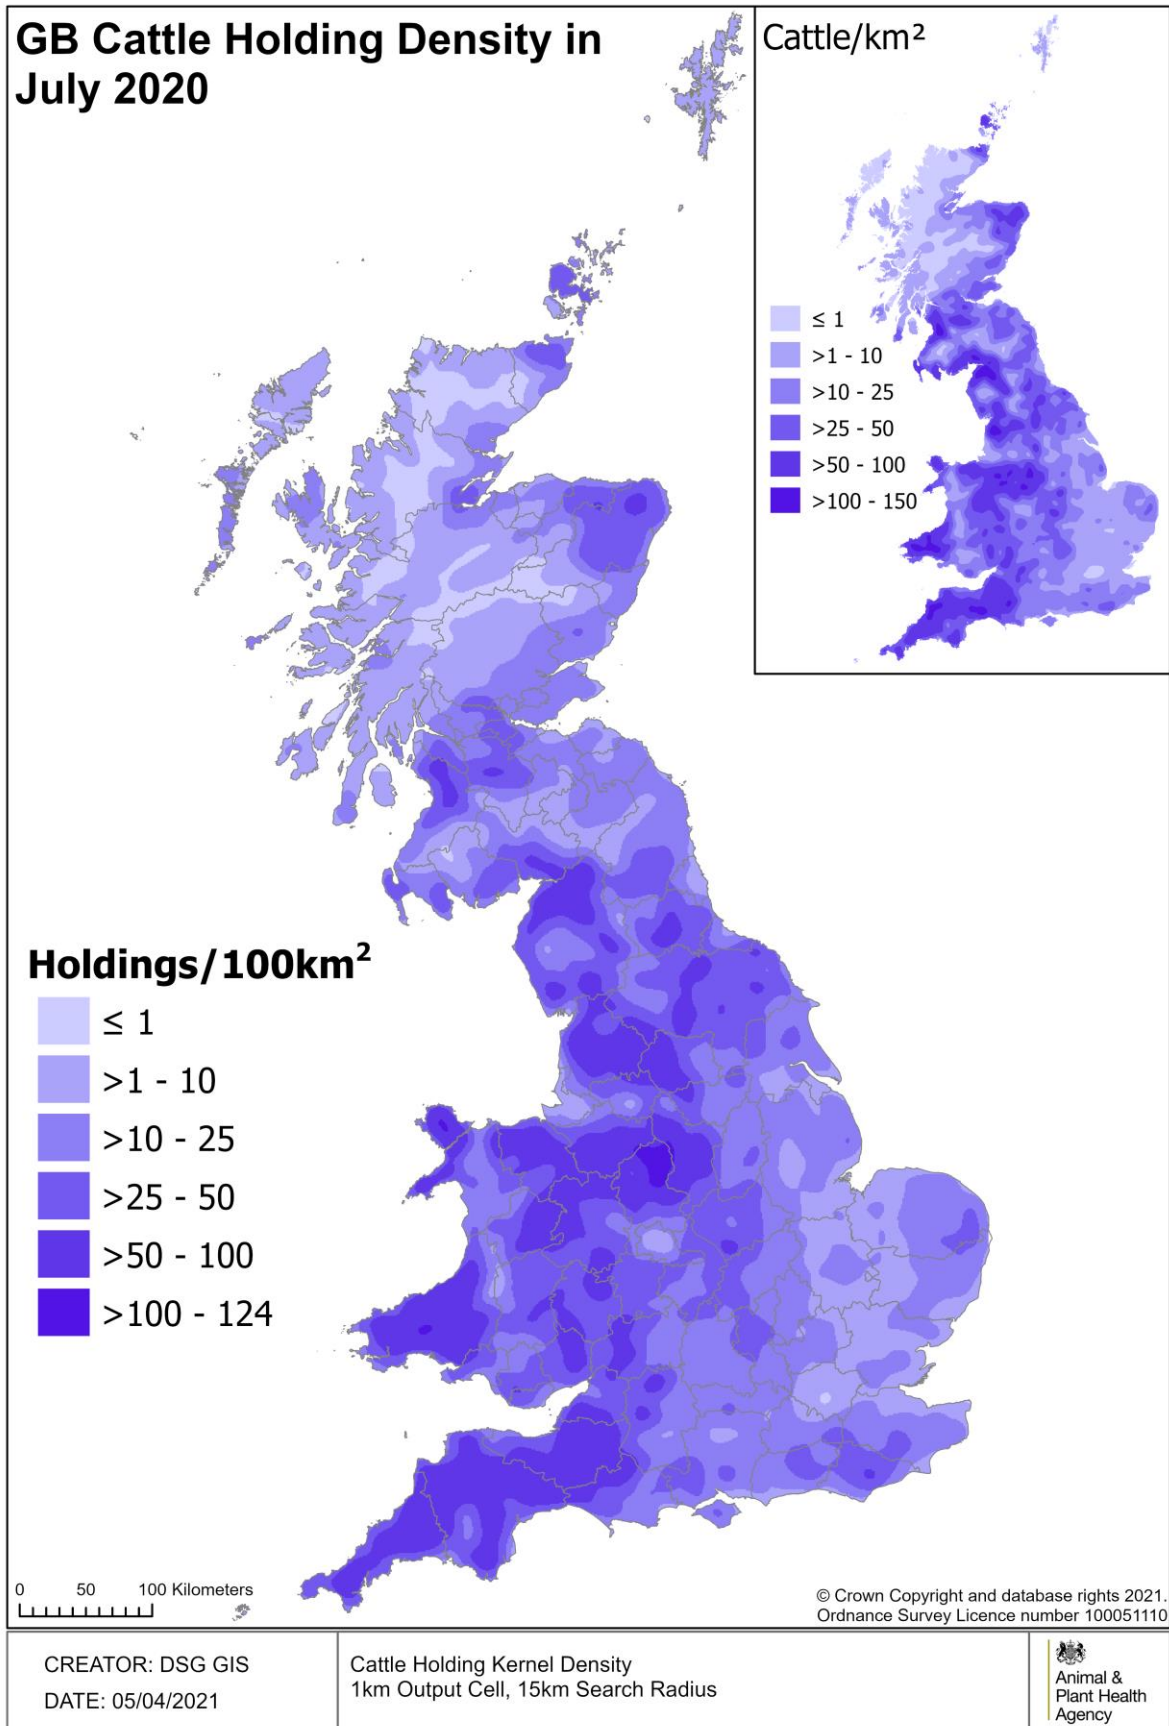 GB Cattle Holding Density in
July 2020
Cattle/km²
≤ 1
>1 - 10
>10 - 25
>25 - 50
>50 - 100
>100 - 150
Holdings/100km²
≤ 1
>1 - 10
>10 - 25
>25 - 50
>50 - 100
>100 - 124
0 50 100 Kilometers
© Crown Copyright and database rights 2021.
Ordnance Survey Licence number 100051110
CREATOR: DSG GIS
DATE: 05/04/2021
Cattle Holding Kernel Density
1km Output Cell, 15km Search Radius
Animal &
Plant Health
Agency